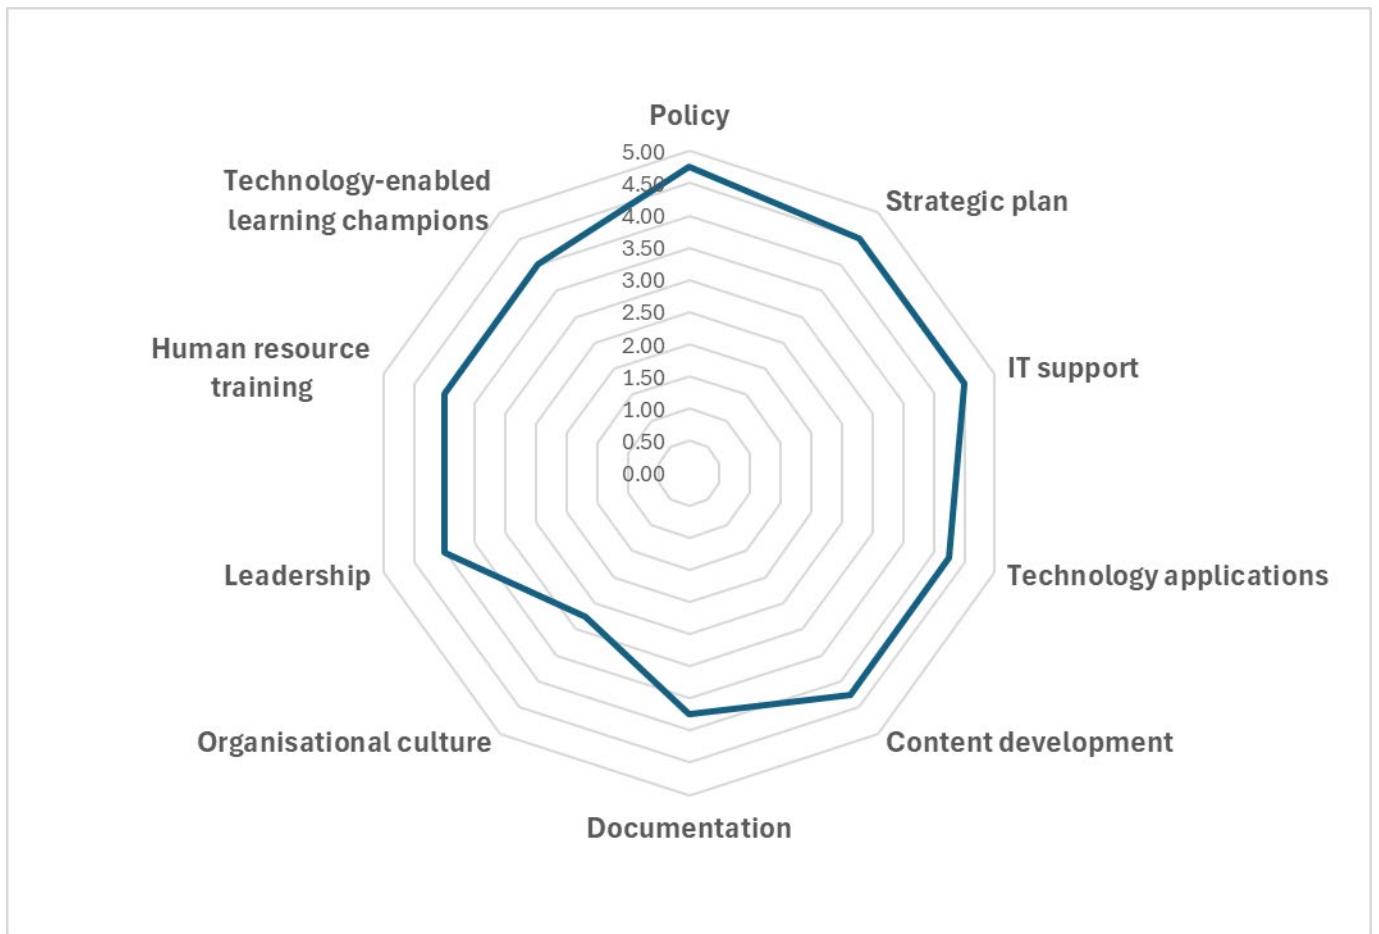 Policy
Technology-enabled
learning champions
Strategic plan
5.00
4.50
4.00
3.50
3.00
2.50
2.00
1.50
1.00
0.50
0.00
Human resource
training
IT support
Leadership
Technology applications
Organisational culture
Content development
Documentation